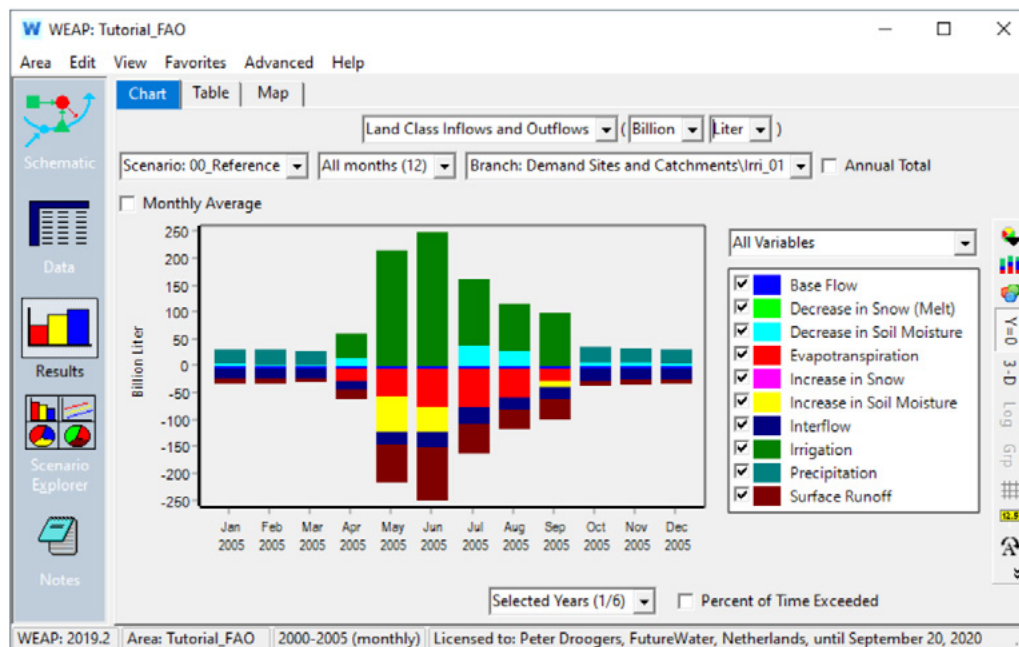 WEAP: Tutorial_FAO
Area Edit View Favorites Advanced Help
Chart Table Map
Land Class Inflows and Outflows ( Billion Liter )
Scenario: 00_Reference All months (12) Branch: Demand Sites and Catchments\Irri_01 Annual Total
Monthly Average
Schematic
Data
Results
Scenario
Explorer
Notes
Billion Liter
250
200
150
100
50
0
-50
-100
-150
-200
-250
Jan Feb Mar Apr May Jun Jul Aug Sep Oct Nov Dec
2005 2005 2005 2005 2005 2005 2005 2005 2005 2005 2005 2005
All Variables
Base Flow
Decrease in Snow (Melt)
Decrease in Soil Moisture
Evapotranspiration
Increase in Snow
Increase in Soil Moisture
Interflow
Irrigation
Precipitation
Surface Runoff
Y=0
3-D
Log
Grp
12.5
A
Selected Years (1/6) Percent of Time Exceeded
WEAP: 2019.2 Area: Tutorial_FAO 2000-2005 (monthly) Licensed to: Peter Droogers, FutureWater, Netherlands, until September 20, 2020